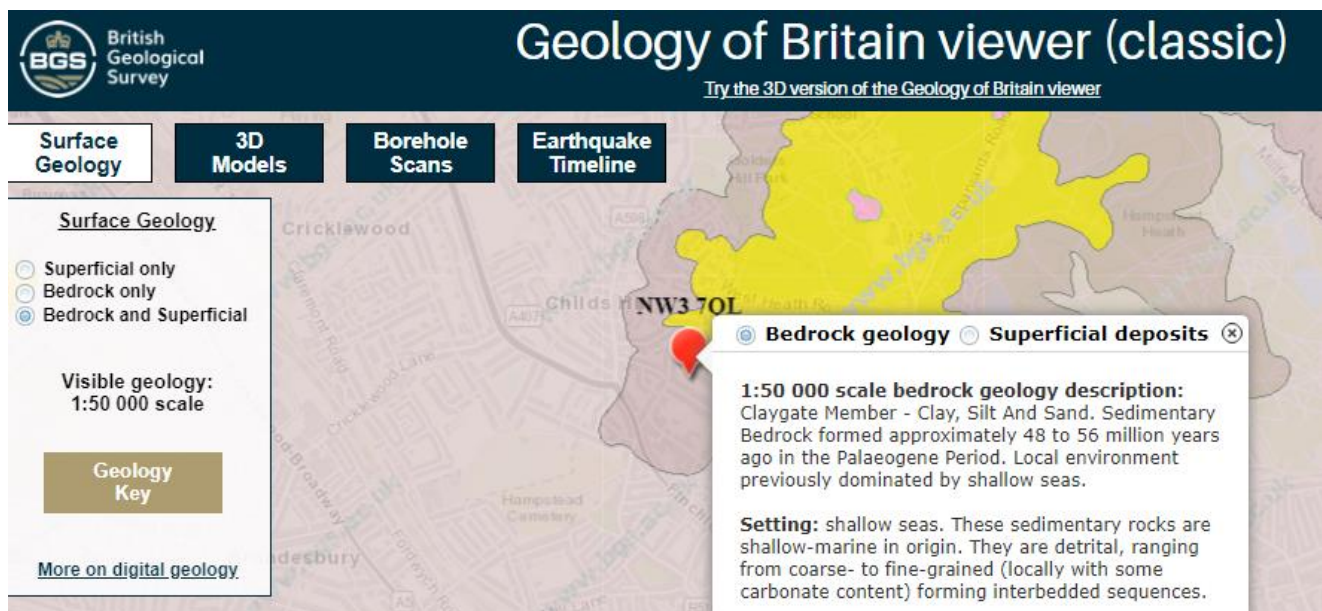 British
Geological
Survey
BGS
Geology of Britain viewer (classic)
Try the 3D version of the Geology of Britain viewer
Surface
Geology
3D
Models
Borehole
Scans
Earthquake
Timeline
Surface Geology
Superficial only
Bedrock only
Bedrock and Superficial
Visible geology:
1:50 000 scale
Geology
Key
More on digital geology
Cricklewood
Childs H
NW3 7QL
Hampstead
Heath
Hampstead
Cemetery
Bedrock geology
Superficial deposits
1:50 000 scale bedrock geology description:
Claygate Member - Clay, Silt And Sand. Sedimentary
Bedrock formed approximately 48 to 56 million years
ago in the Palaeogene Period. Local environment
previously dominated by shallow seas.
Setting: shallow seas. These sedimentary rocks are
shallow-marine in origin. They are detrital, ranging
from coarse- to fine-grained (locally with some
carbonate content) forming interbedded sequences.